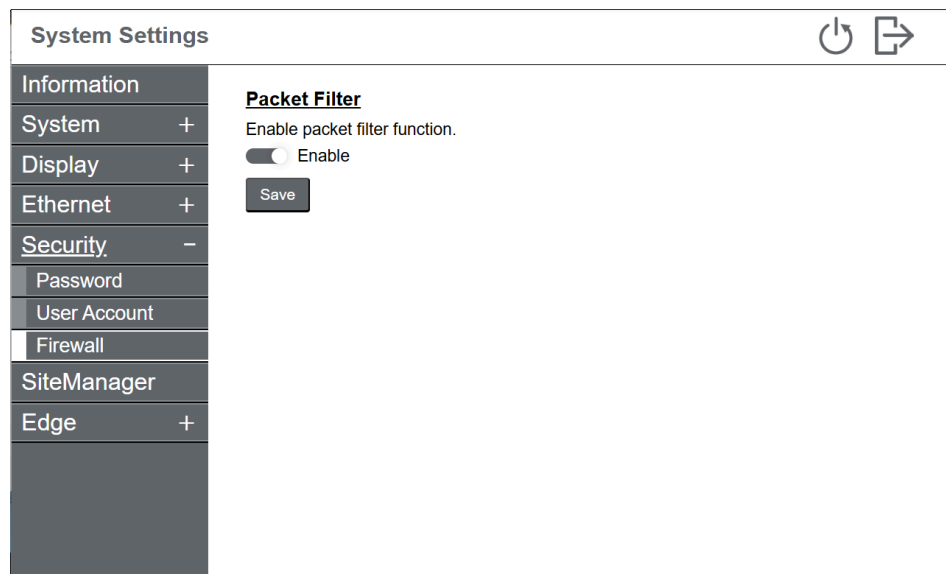 System Settings
Information
System +
Display +
Ethernet +
Security -
Password
User Account
Firewall
SiteManager
Edge +
Packet Filter
Enable packet filter function.
Enable
Save